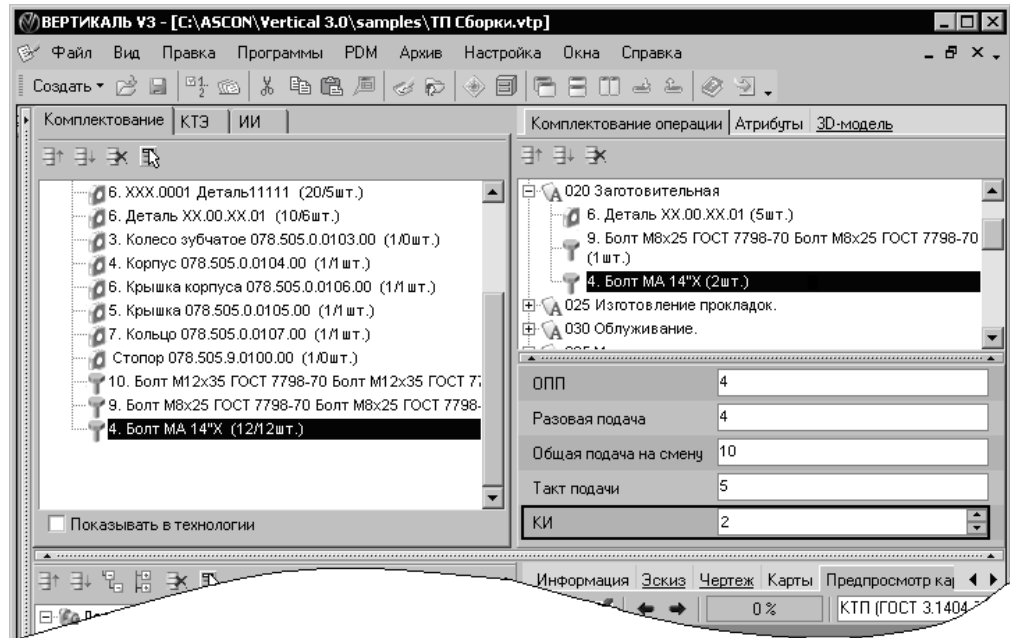 ВЕРТИКАЛЬ V3 - [C:\ASCON\Vertical 3.0\samples\ТП Сборки.vtp]
Файл Вид Правка Программы PDM Архив Настройка Окна Справка
Создать
Комплектование КТЭ ИИ
6. XXX.0001 Деталь11111 (20/5шт.)
6. Деталь XX.00.XX.01 (10/6шт.)
3. Колесо зубчатое 078.505.0.0103.00 (1/0шт.)
4. Корпус 078.505.0.0104.00 (1/1шт.)
6. Крышка корпуса 078.505.0.0106.00 (1/1шт.)
5. Крышка 078.505.0.0105.00 (1/1шт.)
7. Кольцо 078.505.0.0107.00 (1/1шт.)
Стопор 078.505.9.0100.00 (1/0шт.)
10. Болт М12х35 ГОСТ 7798-70 Болт М12х35 ГОСТ 77
9. Болт М8х25 ГОСТ 7798-70 Болт М8х25 ГОСТ 7798-
4. Болт МА 14"Х (12/12шт.)
Показывать в технологии
Комплектование операции Атрибуты 3D-модель
020 Заготовительная
6. Деталь XX.00.XX.01 (5шт.)
9. Болт М8х25 ГОСТ 7798-70 Болт М8х25 ГОСТ 7798-70
(1шт.)
4. Болт МА 14"Х (2шт.)
025 Изготовление прокладок.
030 Облуживание.
ОПП 4
Разовая подача 4
Общая подача на смену 10
Такт подачи 5
КИ 2
Информация Эскиз Чертеж Карты Предпросмотр кар
0 % КТП (ГОСТ 3.1404